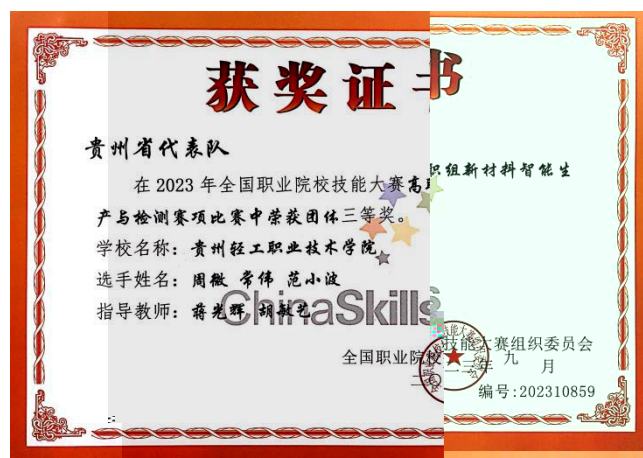 获奖证书
贵州省代表队
在2023年全国职业院校技能大赛高职组新材料智能生
产与检测赛项比赛中荣获团体三等奖。
学校名称：贵州轻工职业技术学院
选手姓名：周微 常伟 范小波
指导教师：蒋光辉 胡敏艺
ChinaSkills
全国职业院校技能大赛组织委员会
二〇二三年 九 月
编号:202310859